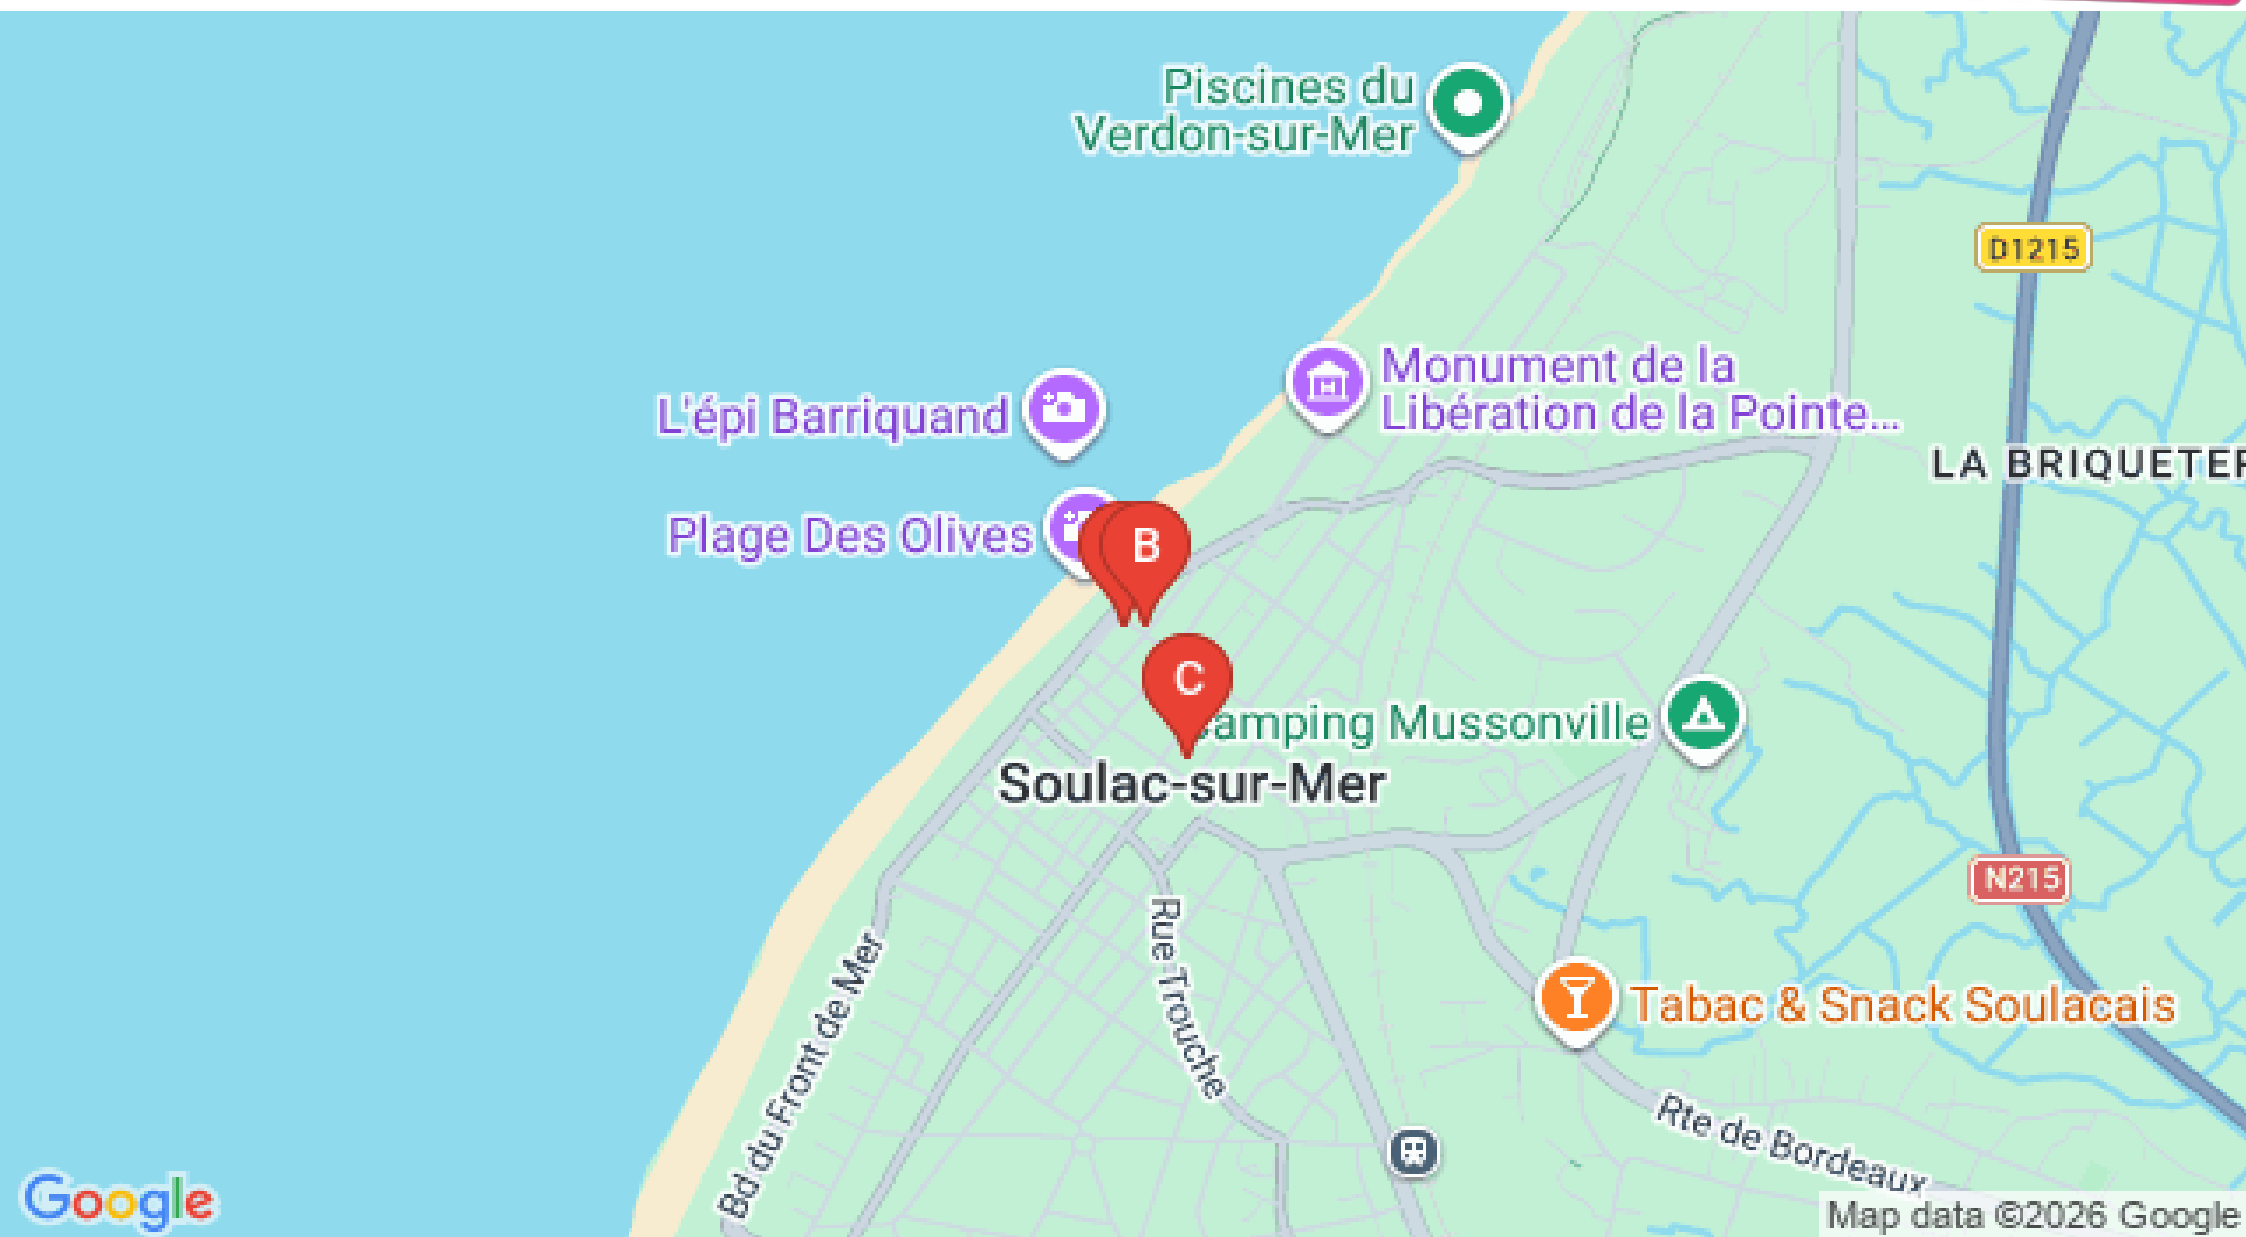 Piscines du
Verdon-sur-Mer
D1215
Monument de la
Libération de la Pointe...
L'épi Barriquand
LA BRIQUETER
Plage Des Olives
B
C
amping Mussonville
Soulac-sur-Mer
N215
Rue Trouche
Bd du Front de Mer
Tabac & Snack Soulacais
Rte de Bordeaux
Google
Map data ©2026 Google